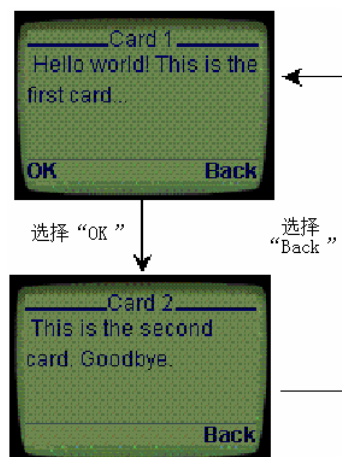 Card 1
Hello world! This is the
first card...
OK Back
选择“OK ”
选择
“Back ”
Card 2
This is the second
card. Goodbye.
Back